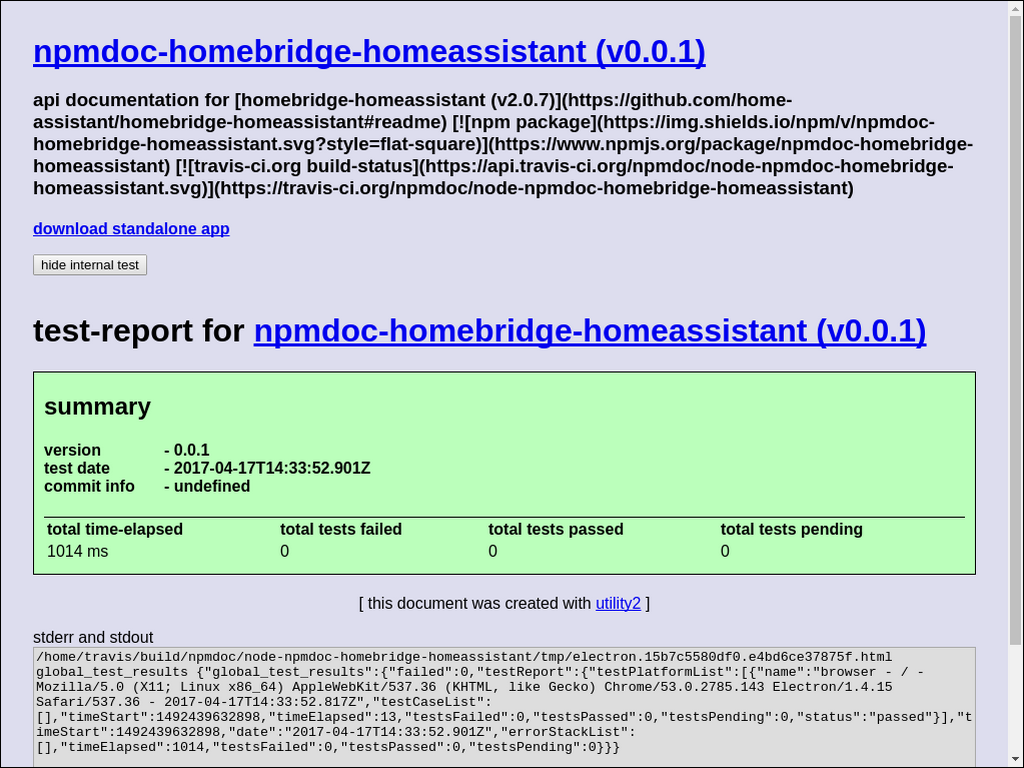 npmdoc-homebridge-homeassistant (v0.0.1)
api documentation for [homebridge-homeassistant (v2.0.7)](https://github.com/home-
assistant/homebridge-homeassistant#readme) [![npm package](https://img.shields.io/npm/v/npmdoc-
homebridge-homeassistant.svg?style=flat-square)](https://www.npmjs.org/package/npmdoc-homebridge-
homeassistant) [![travis-ci.org build-status](https://api.travis-ci.org/npmdoc/node-npmdoc-homebridge-
homeassistant.svg)](https://travis-ci.org/npmdoc/node-npmdoc-homebridge-homeassistant)
download standalone app
hide internal test
test-report for npmdoc-homebridge-homeassistant (v0.0.1)
summary
version - 0.0.1
test date - 2017-04-17T14:33:52.901Z
commit info - undefined
total time-elapsed total tests failed total tests passed total tests pending
1014 ms 0 0 0
[ this document was created with utility2 ]
stderr and stdout
/home/travis/build/npmdoc/node-npmdoc-homebridge-homeassistant/tmp/electron.15b7c5580df0.e4bd6ce37875f.html
global_test_results {"global_test_results":{"failed":0,"testReport":{"testPlatformList":[{"name":"browser - / -
Mozilla/5.0 (X11; Linux x86_64) AppleWebKit/537.36 (KHTML, like Gecko) Chrome/53.0.2785.143 Electron/1.4.15
Safari/537.36 - 2017-04-17T14:33:52.817Z","testCaseList":
[],"timeStart":1492439632898,"timeElapsed":13,"testsFailed":0,"testsPassed":0,"testsPending":0,"status":"passed"}],"t
imeStart":1492439632898,"date":"2017-04-17T14:33:52.901Z","errorStackList":
[],"timeElapsed":1014,"testsFailed":0,"testsPassed":0,"testsPending":0}}}